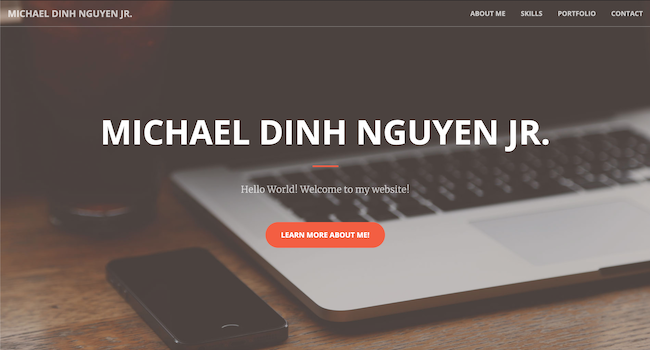 MICHAEL DINH NGUYEN JR.
ABOUT ME SKILLS PORTFOLIO CONTACT
MICHAEL DINH NGUYEN JR.
Hello World! Welcome to my website!
LEARN MORE ABOUT ME!